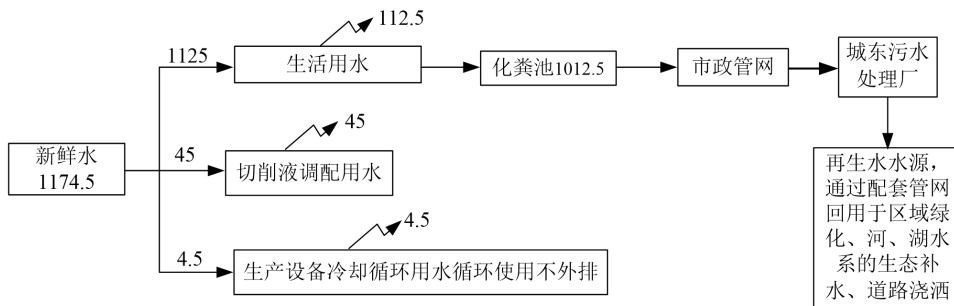 112.5
1125
生活用水
化粪池1012.5
市政管网
城东污水
处理厂
45
新鲜水
1174.5
45
切削液调配用水
4.5
4.5
生产设备冷却循环用水循环使用不外排
再生水水源，
通过配套管网
回用于区域绿
化、河、湖水
系的生态补
水、道路浇洒